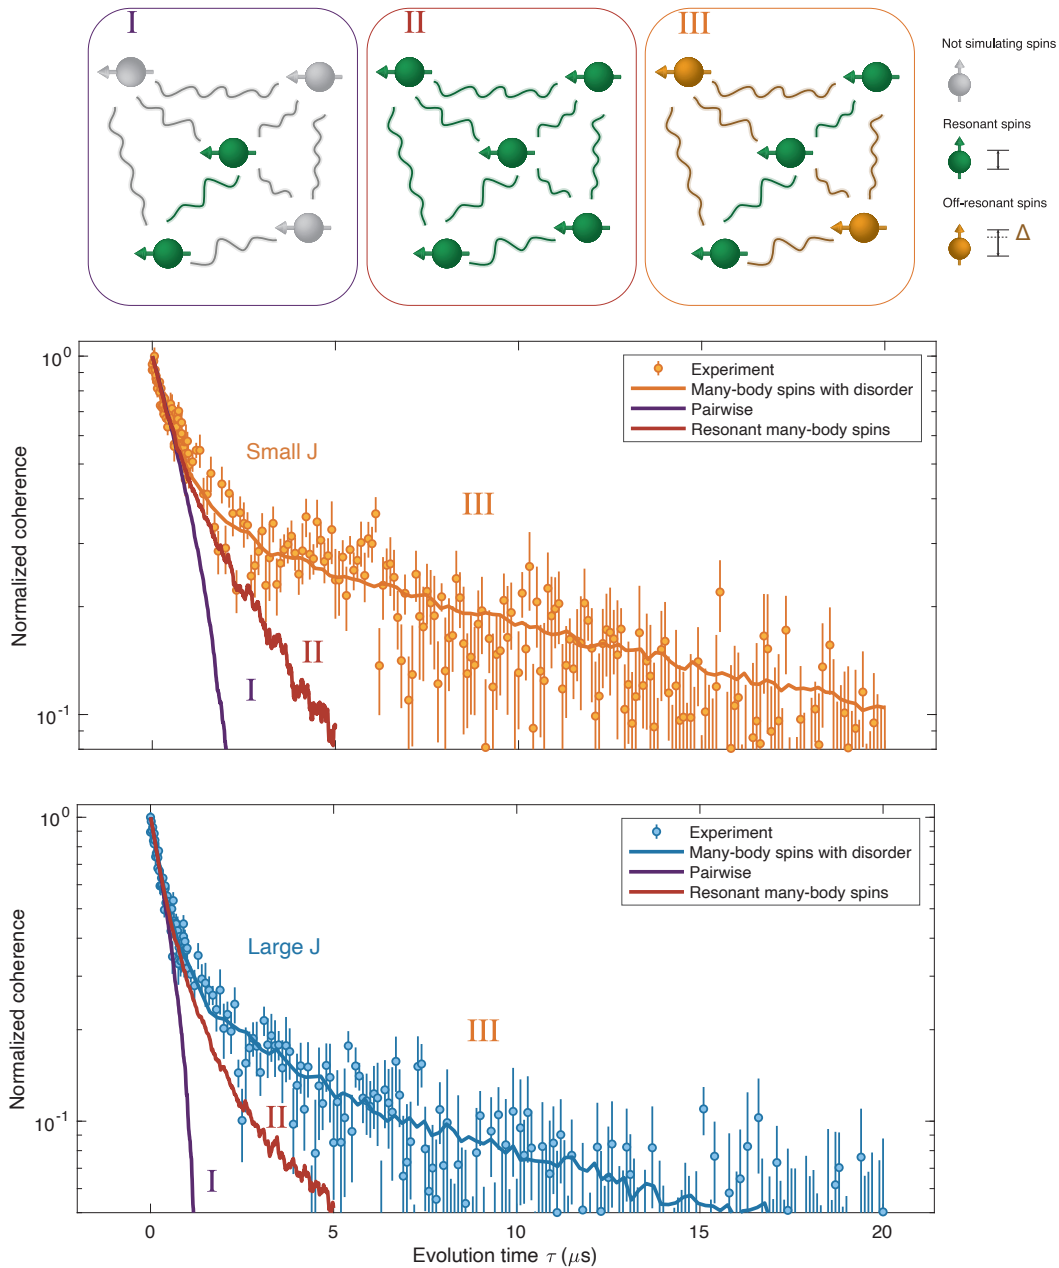 I
II
III
Not simulating spins
Resonant spins
Off-resonant spins
Δ
10^0
10^-1
Normalized coherence
Experiment
Many-body spins with disorder
Pairwise
Resonant many-body spins
Small J
III
II
I
10^0
10^-1
Normalized coherence
Experiment
Many-body spins with disorder
Pairwise
Resonant many-body spins
Large J
III
II
I
0
5
10
15
20
Evolution time τ (μs)